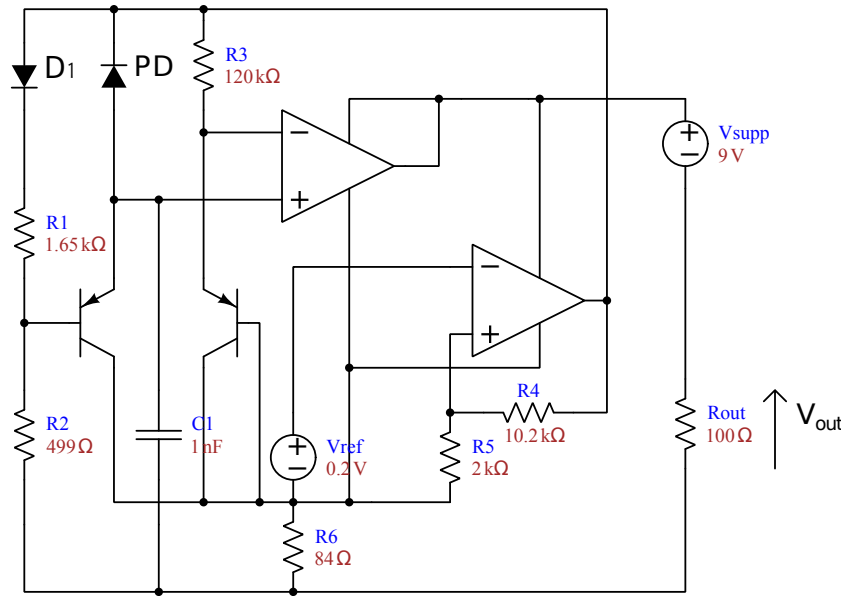 D1
PD
R3
120kΩ
−
+
+
−
Vsupp
9V
R1
1.65kΩ
−
+
R2
499Ω
C1
1nF
+
−
Vref
0.2V
R4
10.2kΩ
R5
2kΩ
Rout
100Ω
Vout
R6
84Ω